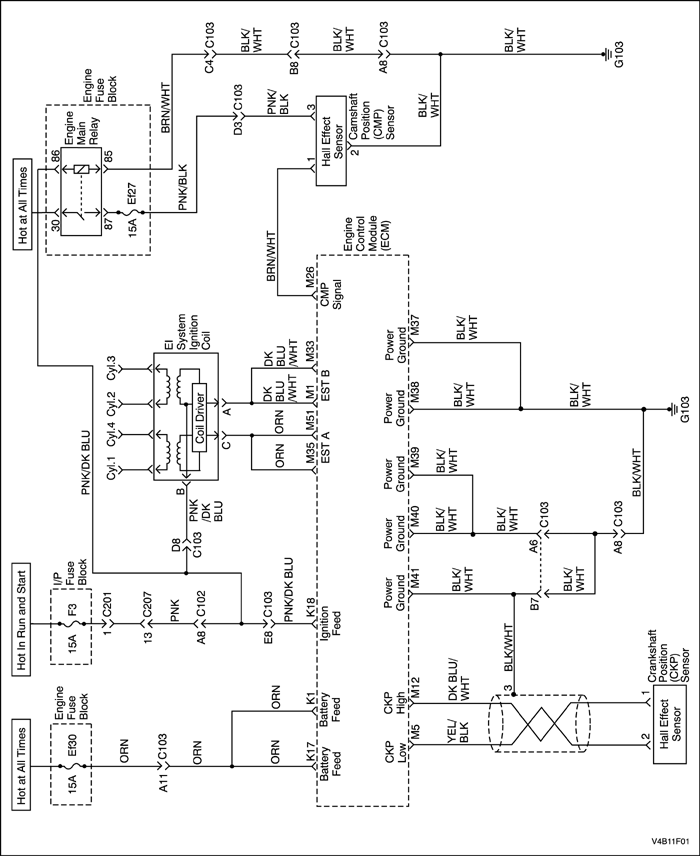 Hot at All Times
Engine
Fuse
Block
Ef30
15A
ORN
A11
C103
ORN
ORN
K17
Battery
Feed
K1
Battery
Feed
Hot In Run and Start
I/P
Fuse
Block
F3
15A
1
C201
13
C207
PNK
A8
C102
E8
C103
PNK/DK BLU
K18
Ignition
Feed
D8
C103
PNK
/DK
BLU
B
PNK/DK BLU
Cyl.1
Cyl.4
Cyl.2
Cyl.3
EI
System
Ignition
Coil
Coil Driver
C
A
ORN
ORN
DK
BLU
/WHT
DK
BLU
/WHT
M35
M51
EST A
M1
M33
EST B
Hot at All Times
Engine
Fuse
Block
Engine
Main
Relay
30
86
87
85
Ef27
15A
PNK/BLK
BRN/WHT
D3
C103
PNK/
BLK
3
1
2
Hall Effect
Sensor
Camshaft
Position
(CMP)
Sensor
BRN/WHT
M26
CMP
Signal
C4
C103
BLK/
WHT
B8
C103
BLK/
WHT
A8
C103
BLK/
WHT
BLK/
WHT
G103
Engine
Control
Module
(ECM)
CKP
Low
M5
YEL/
BLK
CKP
High
M12
DK BLU/
WHT
3
BLK/WHT
2
1
Hall Effect
Sensor
Crankshaft
Position
(CKP)
Sensor
Power
Ground
M41
BLK/
WHT
B7
BLK/
WHT
Power
Ground
M40
BLK/
WHT
BLK/
WHT
A6
C103
Power
Ground
M39
BLK/
WHT
A8
C103
BLK/WHT
Power
Ground
M38
BLK/
WHT
BLK/
WHT
G103
Power
Ground
M37
BLK/
WHT
V4B11F01